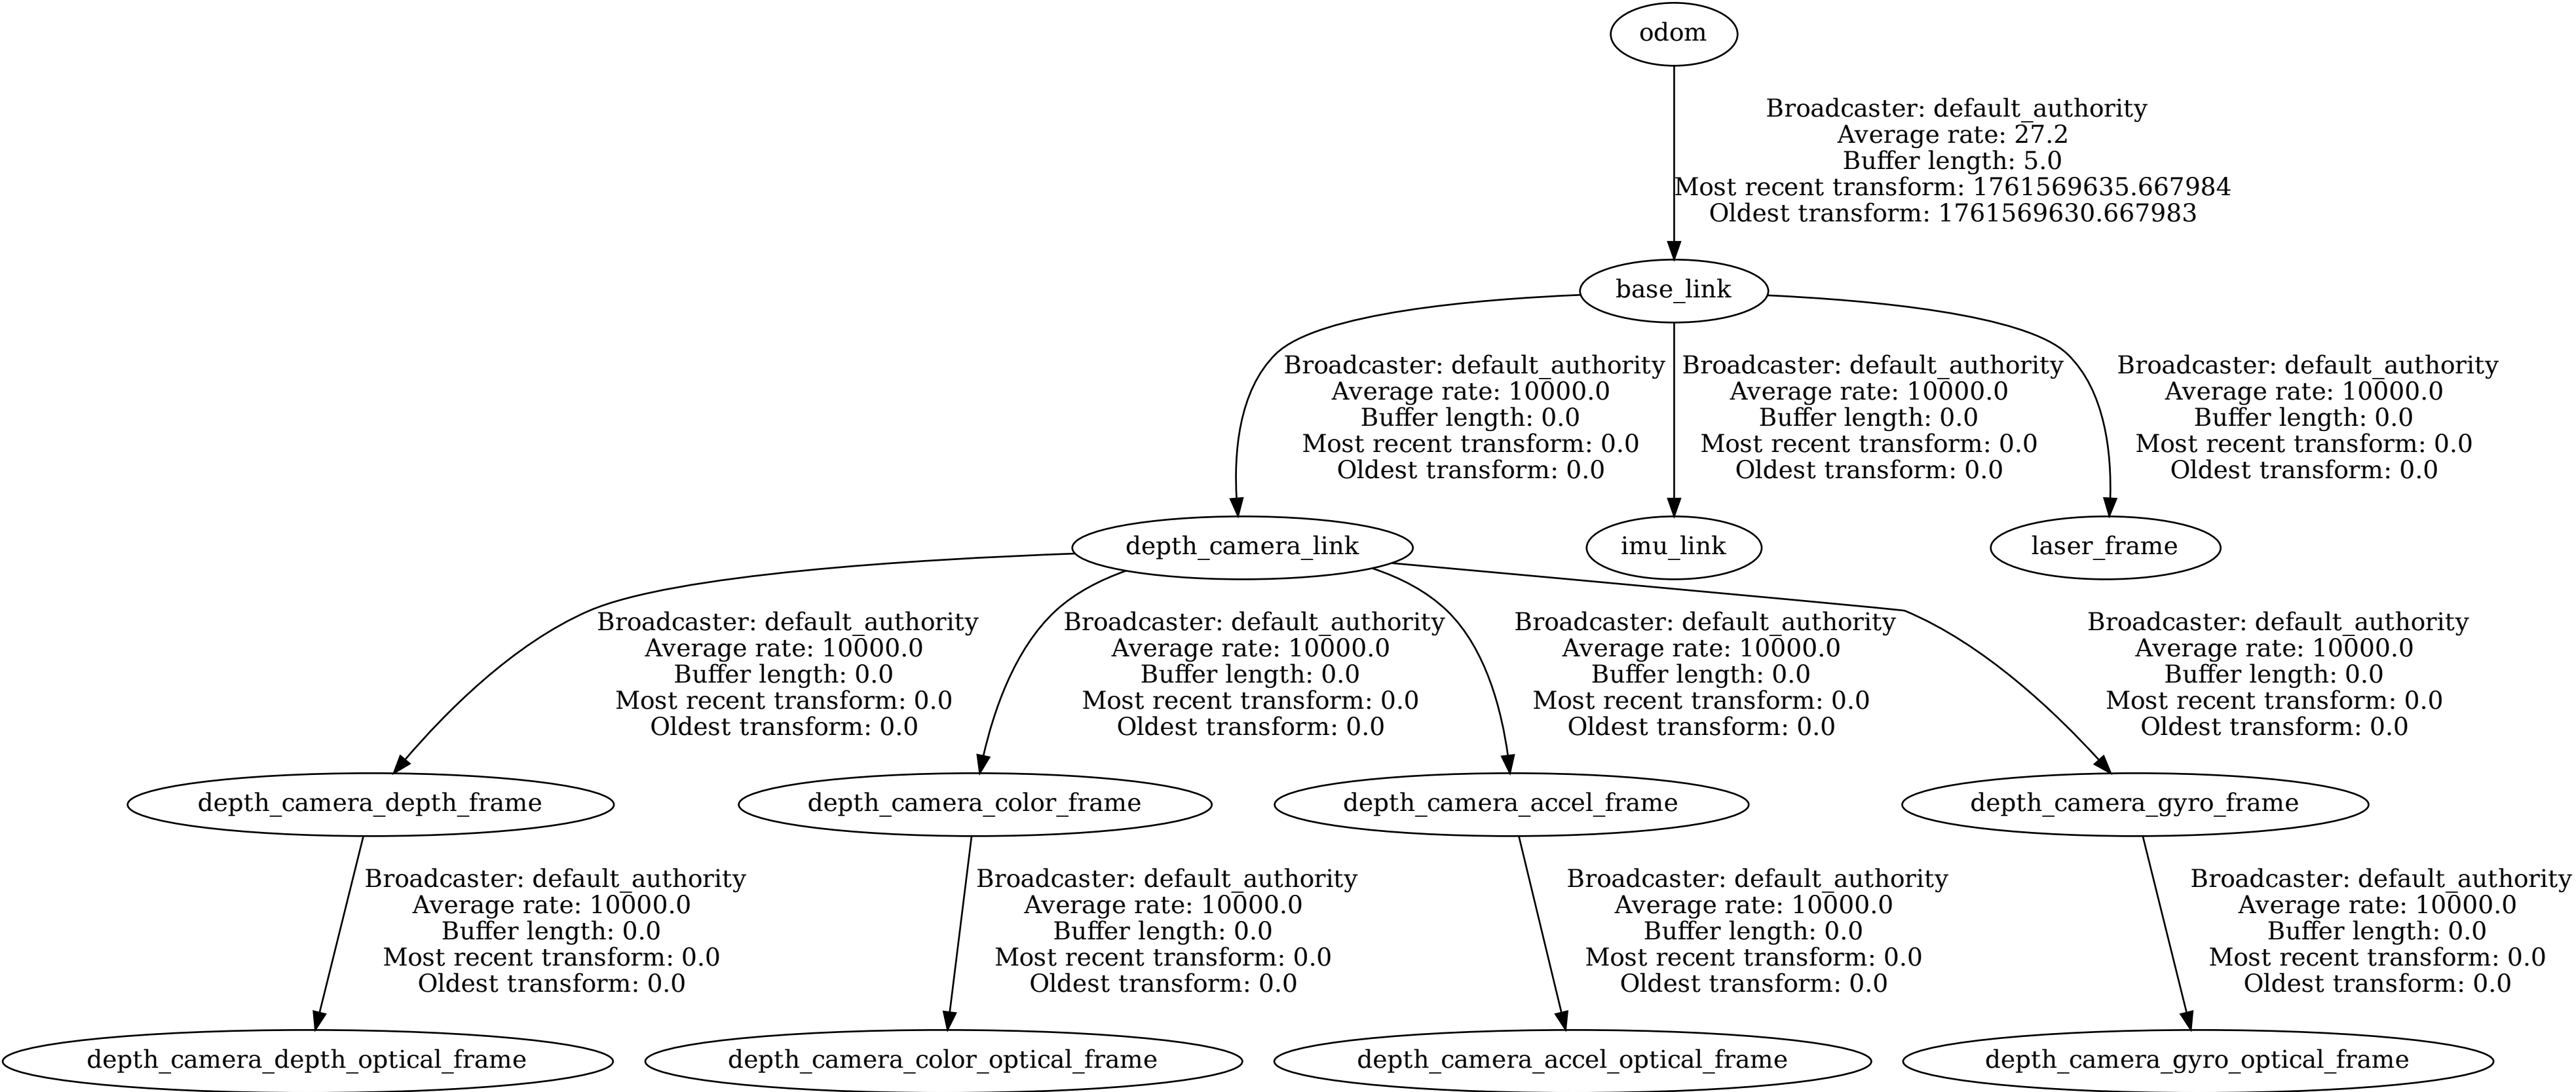 odom
Broadcaster: default_authority
Average rate: 27.2
Buffer length: 5.0
Most recent transform: 1761569635.667984
Oldest transform: 1761569630.667983
base_link
Broadcaster: default_authority
Average rate: 10000.0
Buffer length: 0.0
Most recent transform: 0.0
Oldest transform: 0.0
Broadcaster: default_authority
Average rate: 10000.0
Buffer length: 0.0
Most recent transform: 0.0
Oldest transform: 0.0
Broadcaster: default_authority
Average rate: 10000.0
Buffer length: 0.0
Most recent transform: 0.0
Oldest transform: 0.0
depth_camera_link
imu_link
laser_frame
Broadcaster: default_authority
Average rate: 10000.0
Buffer length: 0.0
Most recent transform: 0.0
Oldest transform: 0.0
Broadcaster: default_authority
Average rate: 10000.0
Buffer length: 0.0
Most recent transform: 0.0
Oldest transform: 0.0
Broadcaster: default_authority
Average rate: 10000.0
Buffer length: 0.0
Most recent transform: 0.0
Oldest transform: 0.0
Broadcaster: default_authority
Average rate: 10000.0
Buffer length: 0.0
Most recent transform: 0.0
Oldest transform: 0.0
depth_camera_depth_frame
depth_camera_color_frame
depth_camera_accel_frame
depth_camera_gyro_frame
Broadcaster: default_authority
Average rate: 10000.0
Buffer length: 0.0
Most recent transform: 0.0
Oldest transform: 0.0
Broadcaster: default_authority
Average rate: 10000.0
Buffer length: 0.0
Most recent transform: 0.0
Oldest transform: 0.0
Broadcaster: default_authority
Average rate: 10000.0
Buffer length: 0.0
Most recent transform: 0.0
Oldest transform: 0.0
Broadcaster: default_authority
Average rate: 10000.0
Buffer length: 0.0
Most recent transform: 0.0
Oldest transform: 0.0
depth_camera_depth_optical_frame
depth_camera_color_optical_frame
depth_camera_accel_optical_frame
depth_camera_gyro_optical_frame